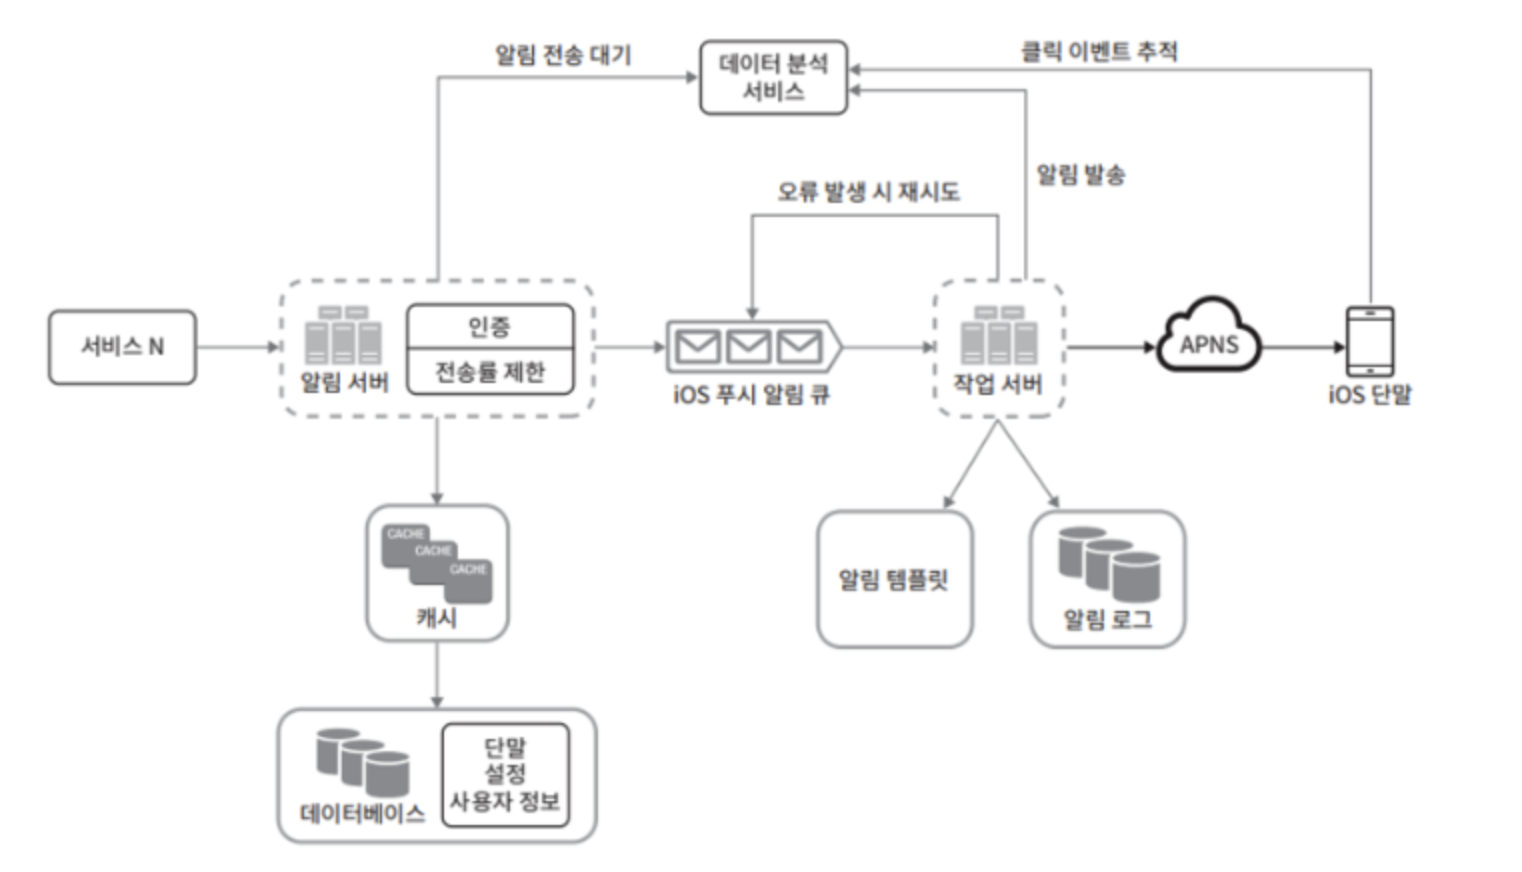 알림 전송 대기
데이터 분석
서비스
클릭 이벤트 추적
알림 발송
오류 발생 시 재시도
서비스 N
알림 서버
인증
전송률 제한
iOS 푸시 알림 큐
작업 서버
APNS
iOS 단말
CACHE
CACHE
CACHE
캐시
알림 템플릿
알림 로그
데이터베이스
단말
설정
사용자 정보